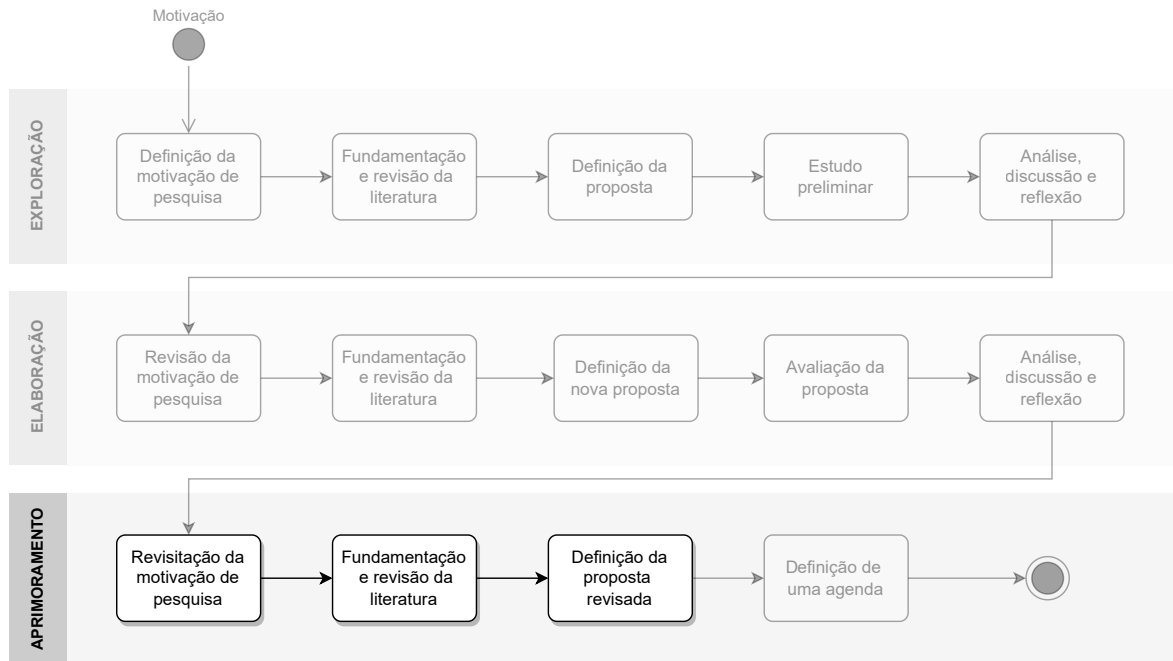 Motivação
EXPLORAÇÃO
Definição da
motivação de
pesquisa
Fundamentação
e revisão da
literatura
Definição da
proposta
Estudo
preliminar
Análise,
discussão e
reflexão
ELABORAÇÃO
Revisão da
motivação de
pesquisa
Fundamentação
e revisão da
literatura
Definição da
nova proposta
Avaliação da
proposta
Análise,
discussão e
reflexão
APRIMORAMENTO
Revisitação da
motivação de
pesquisa
Fundamentação
e revisão da
literatura
Definição da
proposta
revisada
Definição de
uma agenda